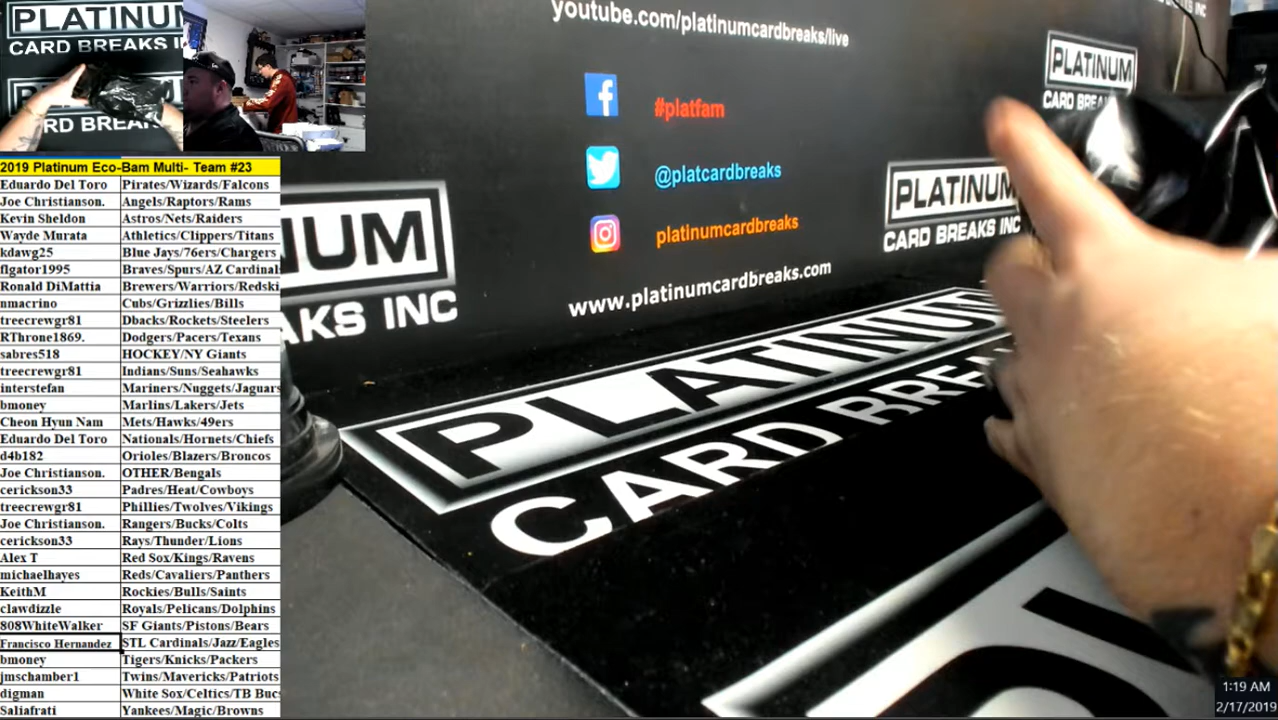 PLATINUM
CARD BREAKS I
RD BREA
2019 Platinum Eco-Bam Multi- Team #23
Eduardo Del Toro Pirates/Wizards/Falcons
Joe Christianson. Angels/Raptors/Rams
Kevin Sheldon Astros/Nets/Raiders
Wayde Murata Athletics/Clippers/Titans
kdawg25 Blue Jays/76ers/Chargers
flgator1995 Braves/Spurs/AZ Cardinals
Ronald DiMattia Brewers/Warriors/Redski
nmacrino Cubs/Grizzlies/Bills
treecrewgr81 Dbacks/Rockets/Steelers
RThrone1869. Dodgers/Pacers/Texans
sabres518 HOCKEY/NY Giants
treecrewgr81 Indians/Suns/Seahawks
interstefan Mariners/Nuggets/Jaguars
bmoney Marlins/Lakers/Jets
Cheon Hyun Nam Mets/Hawks/49ers
Eduardo Del Toro Nationals/Hornets/Chiefs
d4b182 Orioles/Blazers/Broncos
Joe Christianson. OTHER/Bengals
cerickson33 Padres/Heat/Cowboys
treecrewgr81 Phillies/Twolves/Vikings
Joe Christianson. Rangers/Bucks/Colts
cerickson33 Rays/Thunder/Lions
Alex T Red Sox/Kings/Ravens
michaelhayes Reds/Cavaliers/Panthers
KeithM Rockies/Bulls/Saints
clawdizzle Royals/Pelicans/Dolphins
808WhiteWalker SF Giants/Pistons/Bears
Francisco Hernandez STL Cardinals/Jazz/Eagles
bmoney Tigers/Knicks/Packers
jmschamber1 Twins/Mavericks/Patriots
digman White Sox/Celtics/TB Bucs
Saliafrati Yankees/Magic/Browns
youtube.com/platinumcardbreaks/live
#platfam
@platcardbreaks
platinumcardbreaks
www.platinumcardbreaks.com
NUM
AKS INC
PLATINUM
CARD BREA
PLATINUM
CARD BREAKS INC
PLATINUM
CARD BREA
1:19 AM
2/17/2019